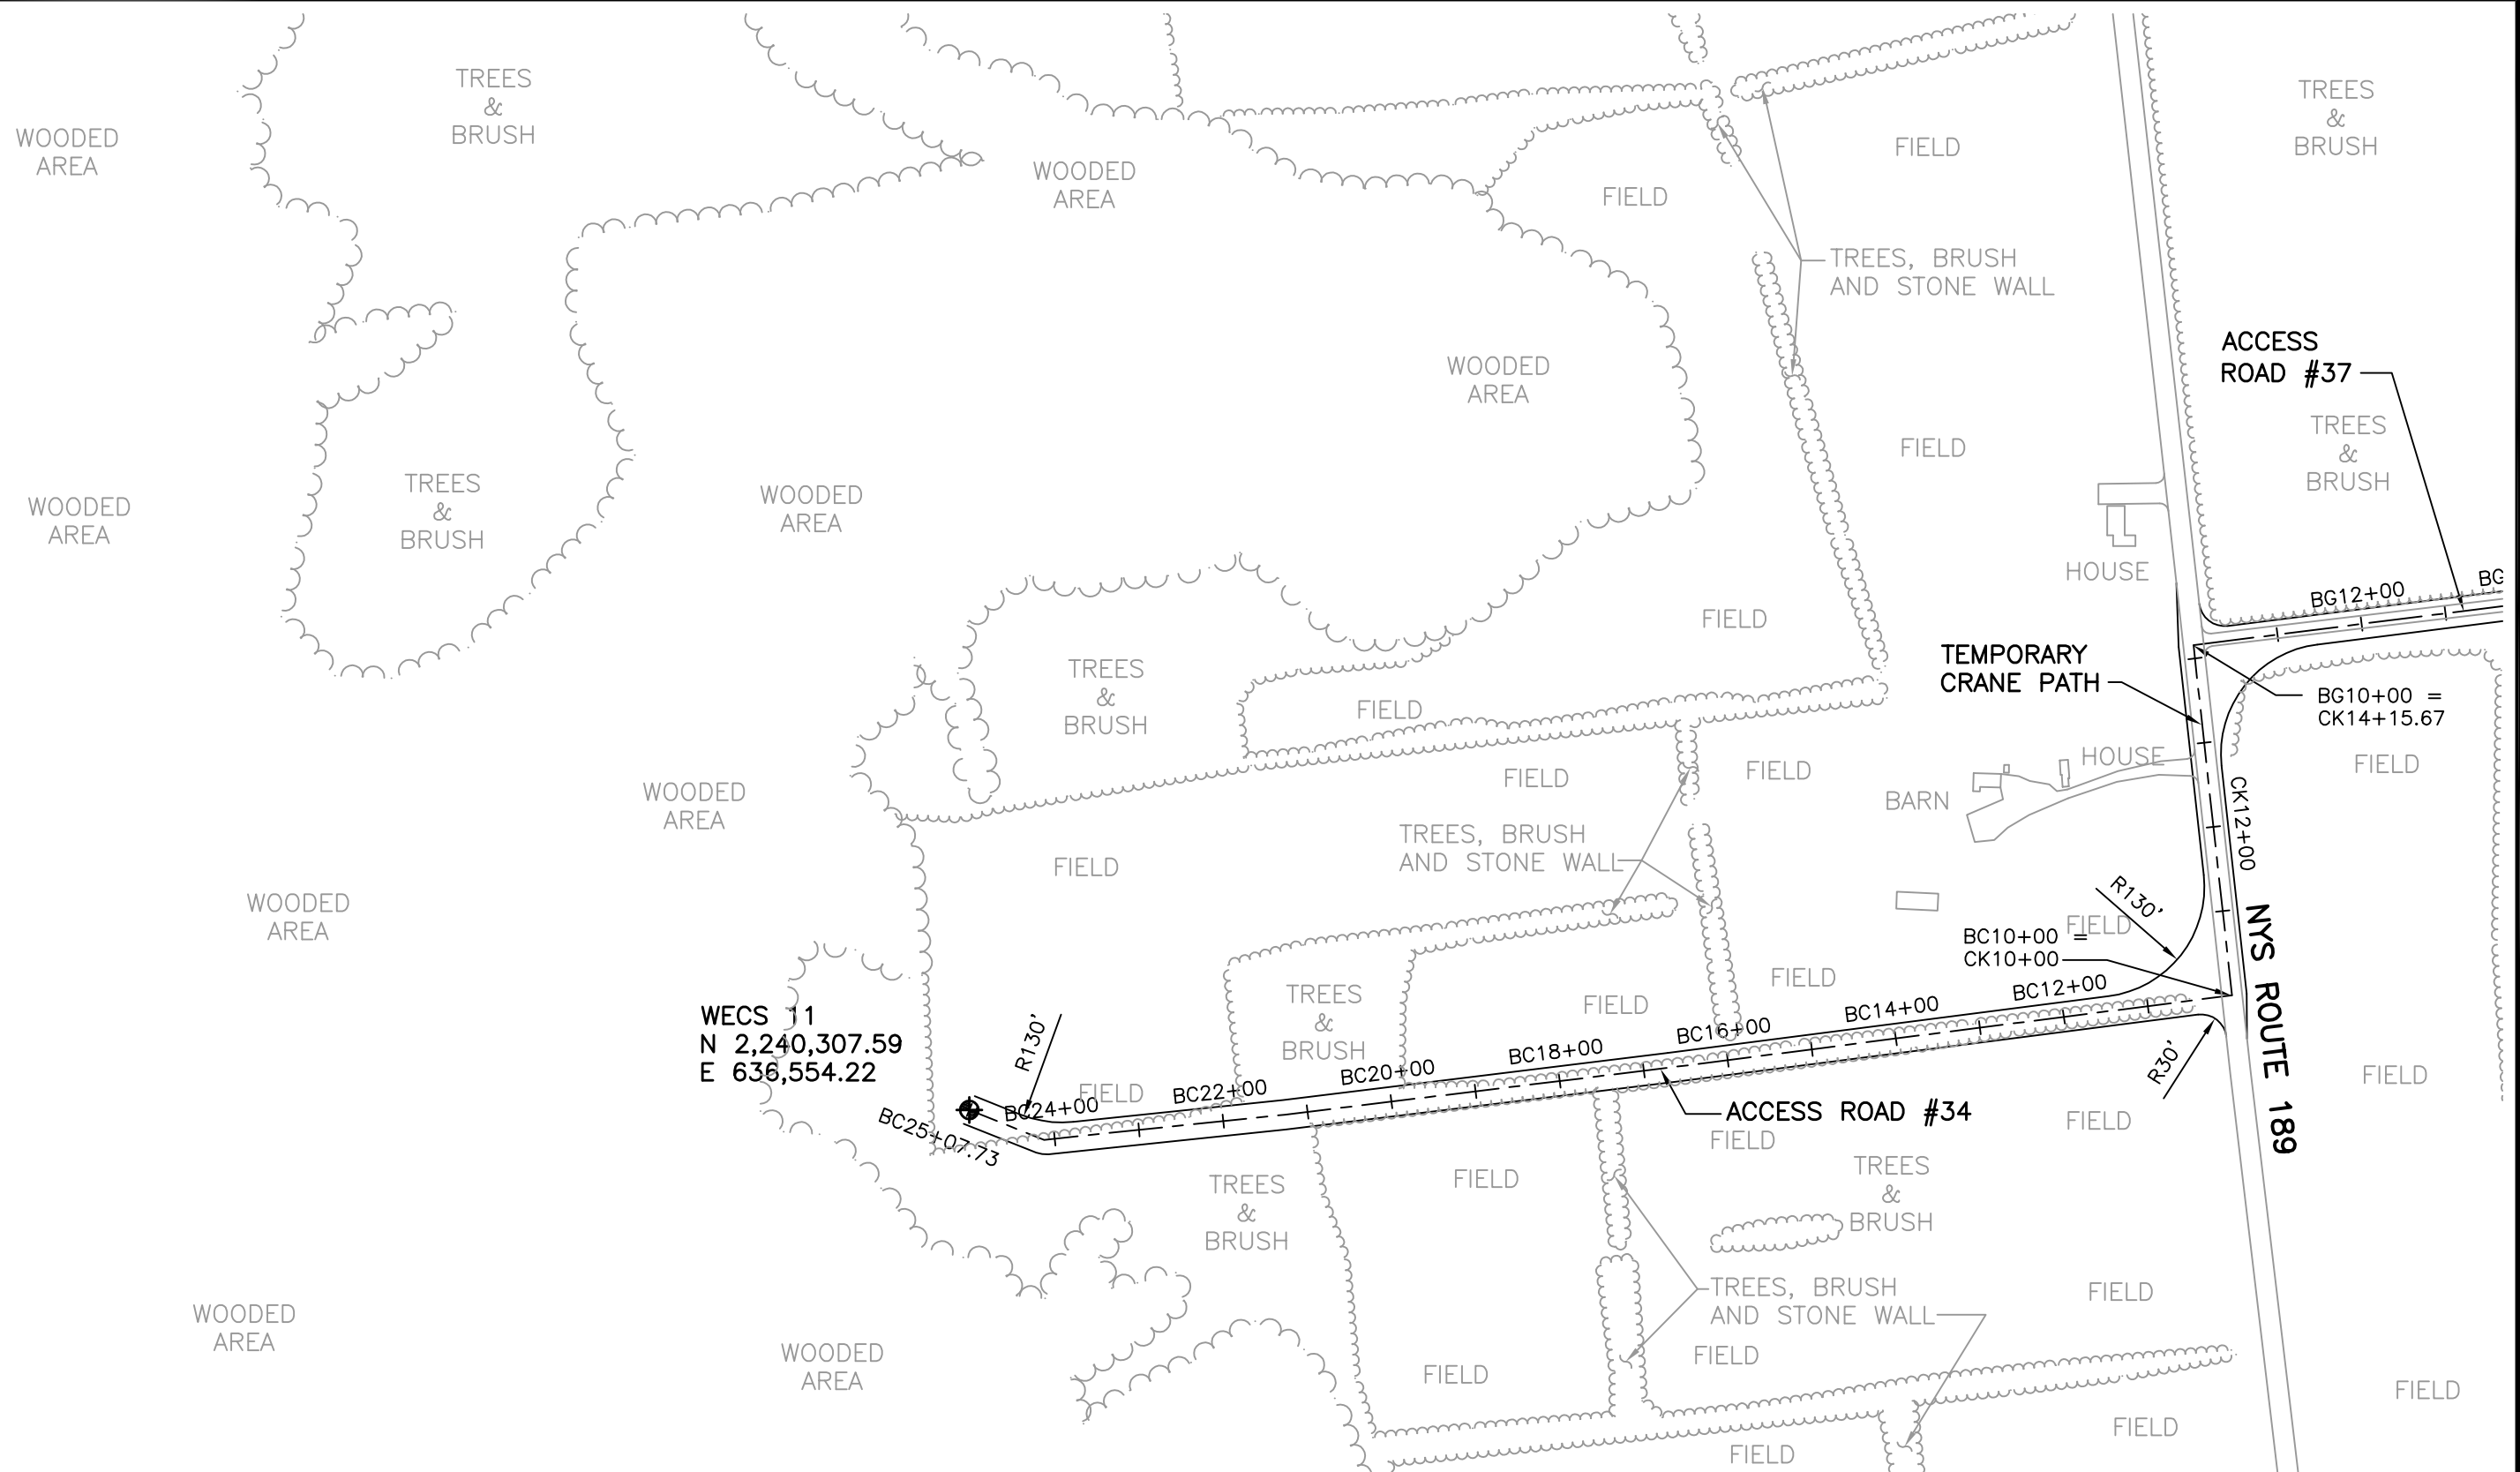 TREES
&
BRUSH
WOODED
AREA
WOODED
AREA
FIELD
FIELD
TREES
&
BRUSH
TREES, BRUSH
AND STONE WALL
WOODED
AREA
ACCESS
ROAD #37
TREES
&
BRUSH
FIELD
TREES
&
BRUSH
WOODED
AREA
WOODED
AREA
HOUSE
BG12+00
BG
FIELD
TEMPORARY
CRANE PATH
TREES
&
BRUSH
FIELD
BG10+00 =
CK14+15.67
HOUSE
FIELD
FIELD
FIELD
WOODED
AREA
BARN
CK12+00
TREES, BRUSH
AND STONE WALL
FIELD
WOODED
AREA
R130'
FIELD
BC10+00 =
CK10+00
NYS ROUTE 189
FIELD
TREES
&
BRUSH
FIELD
WECS 11
N 2,240,307.59
E 636,554.22
R130'
FIELD
BC25+07.73
BC24+00
BC22+00
BC20+00
BC18+00
BC16+00
BC14+00
BC12+00
R30'
FIELD
ACCESS ROAD #34
FIELD
FIELD
TREES
&
BRUSH
FIELD
TREES
&
BRUSH
TREES, BRUSH
AND STONE WALL
FIELD
WOODED
AREA
WOODED
AREA
FIELD
FIELD
FIELD
FIELD
FIELD